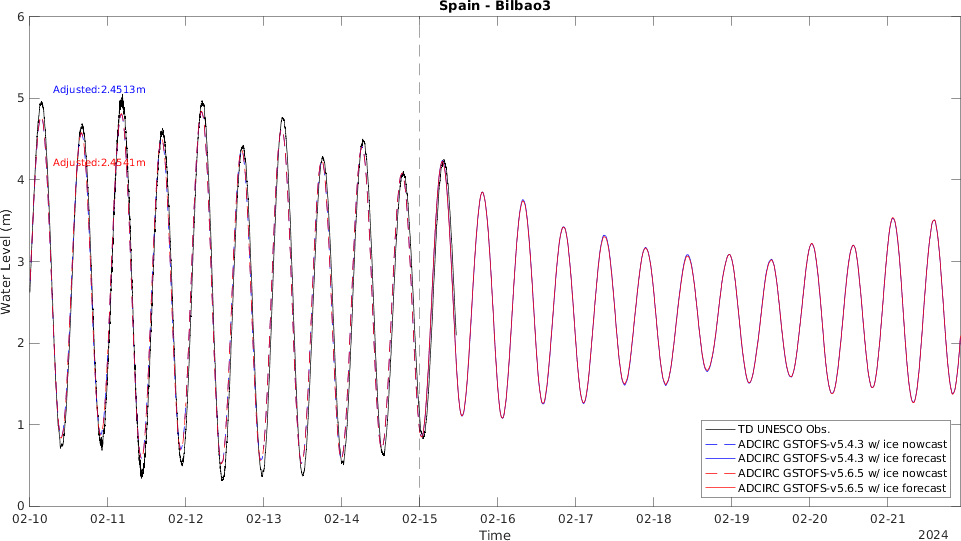 Spain - Bilbao3
6
5
4
3
2
1
0
Water Level (m)
Adjusted:2.4513m
Adjusted:2.4541m
TD UNESCO Obs.
ADCIRC GSTOFS-v5.4.3 w/ ice nowcast
ADCIRC GSTOFS-v5.4.3 w/ ice forecast
ADCIRC GSTOFS-v5.6.5 w/ ice nowcast
ADCIRC GSTOFS-v5.6.5 w/ ice forecast
02-10 02-11 02-12 02-13 02-14 02-15 02-16 02-17 02-18 02-19 02-20 02-21
Time
2024